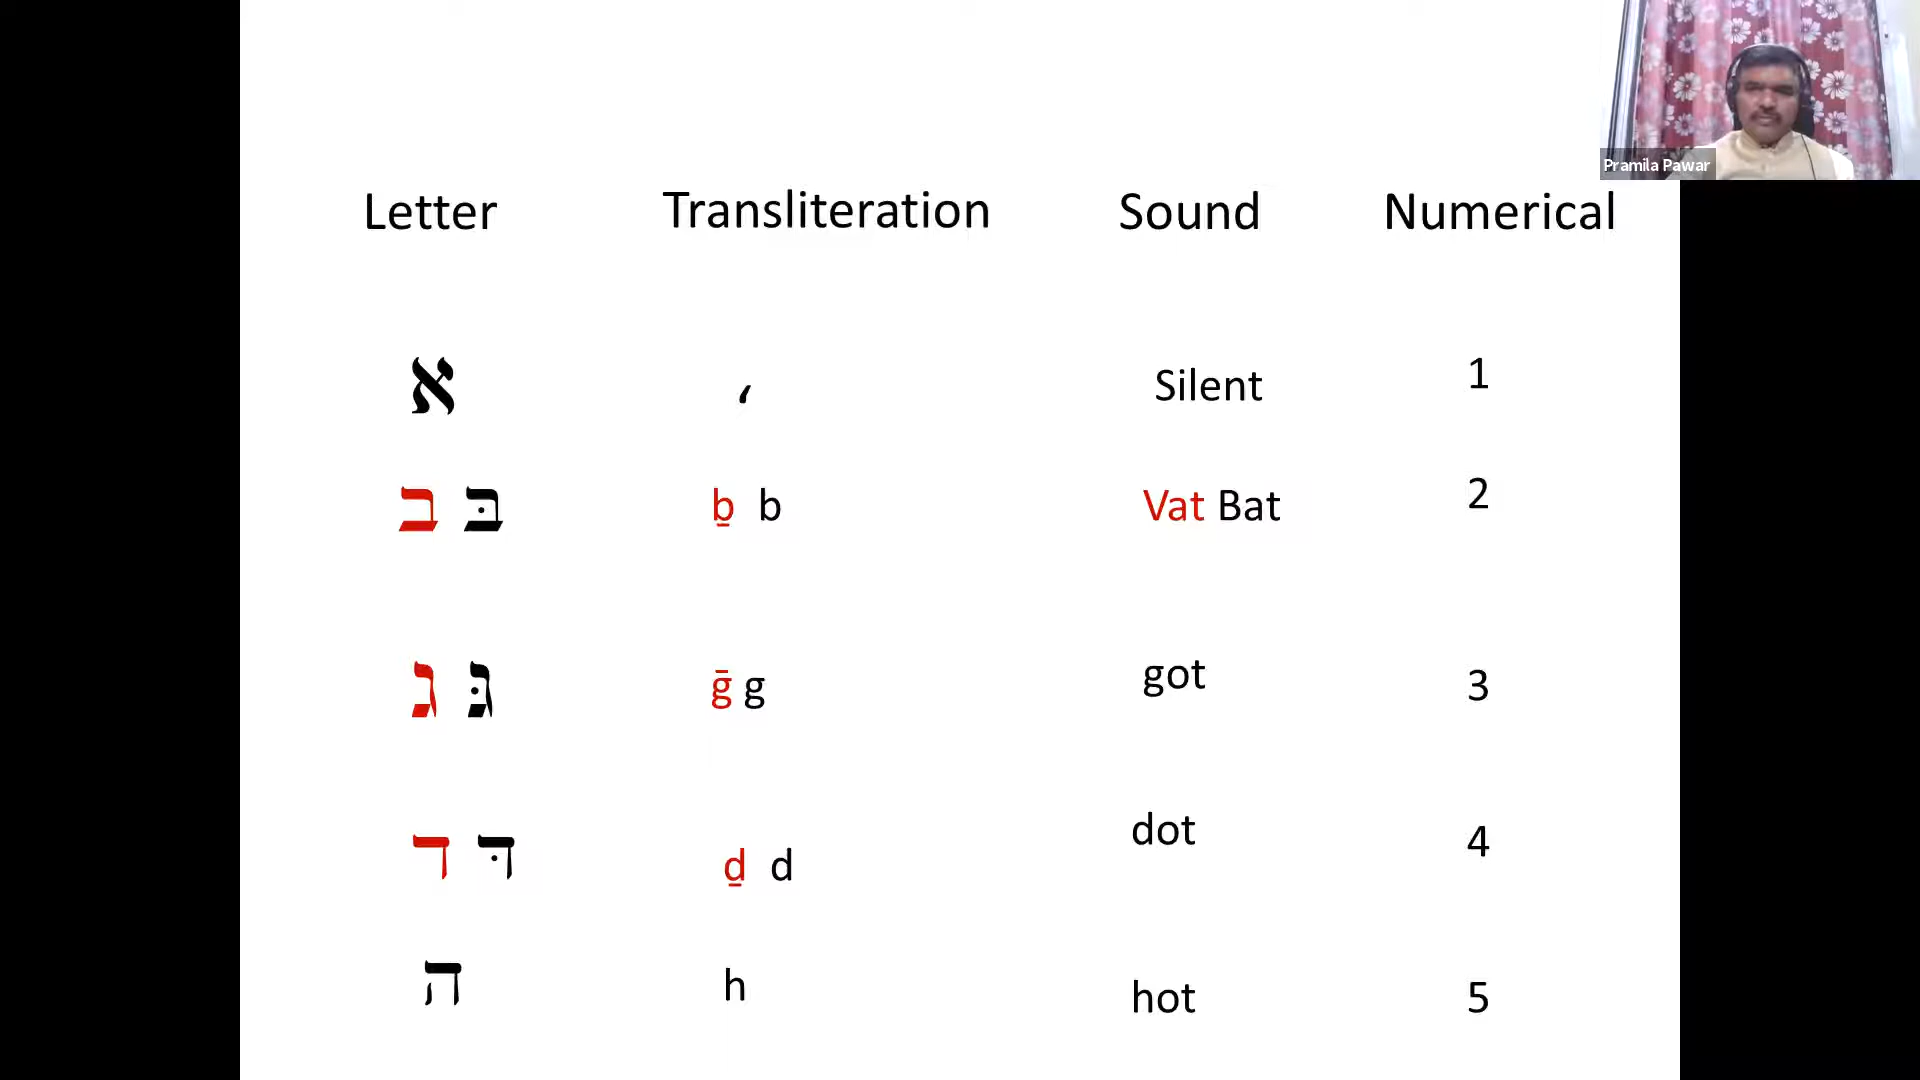 Pramila Pawar
Letter Transliteration Sound Numerical
א ، Silent 1
ב בּ ḇ b Vat Bat 2
ג גּ ḡ g got 3
ד דּ ḏ d dot 4
ה h hot 5